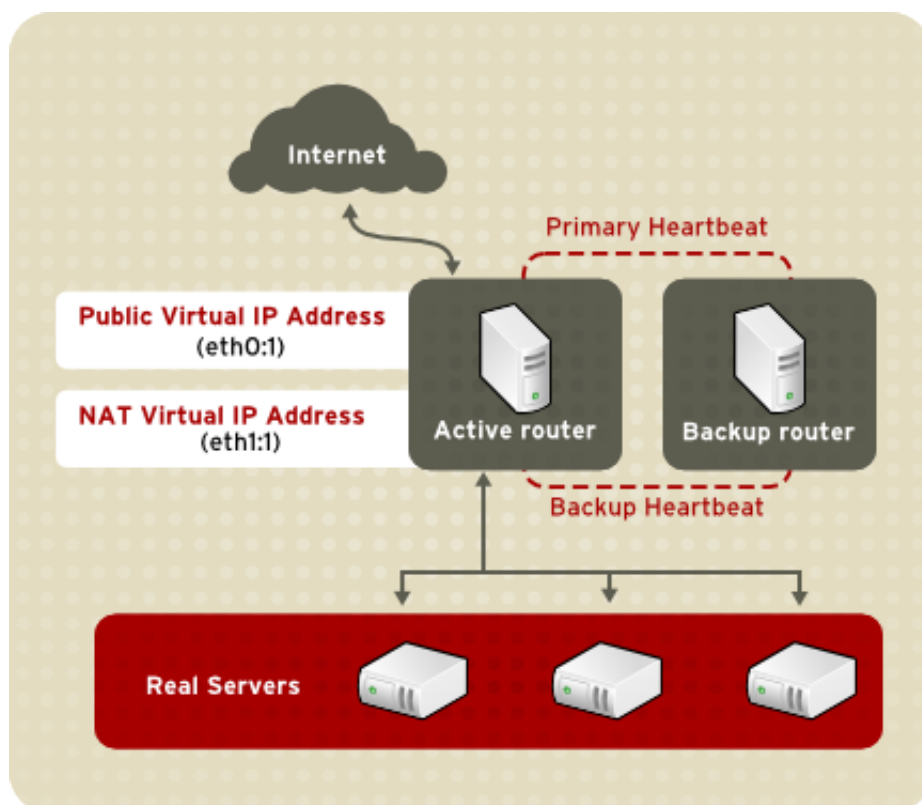 Internet
Primary Heartbeat
Public Virtual IP Address
(eth0:1)
NAT Virtual IP Address
(eth1:1)
Active router
Backup router
Backup Heartbeat
Real Servers